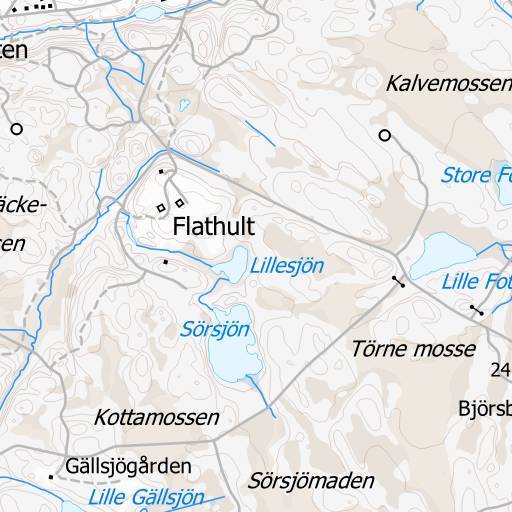 ten
Kalvemossen
Store Fo
äcke-
en
Flathult
Lillesjön
Lille Fot
Sörsjön
Törne mosse
24
Björsb
Kottamossen
Gällsjögården
Sörsjömaden
Lille Gällsjön